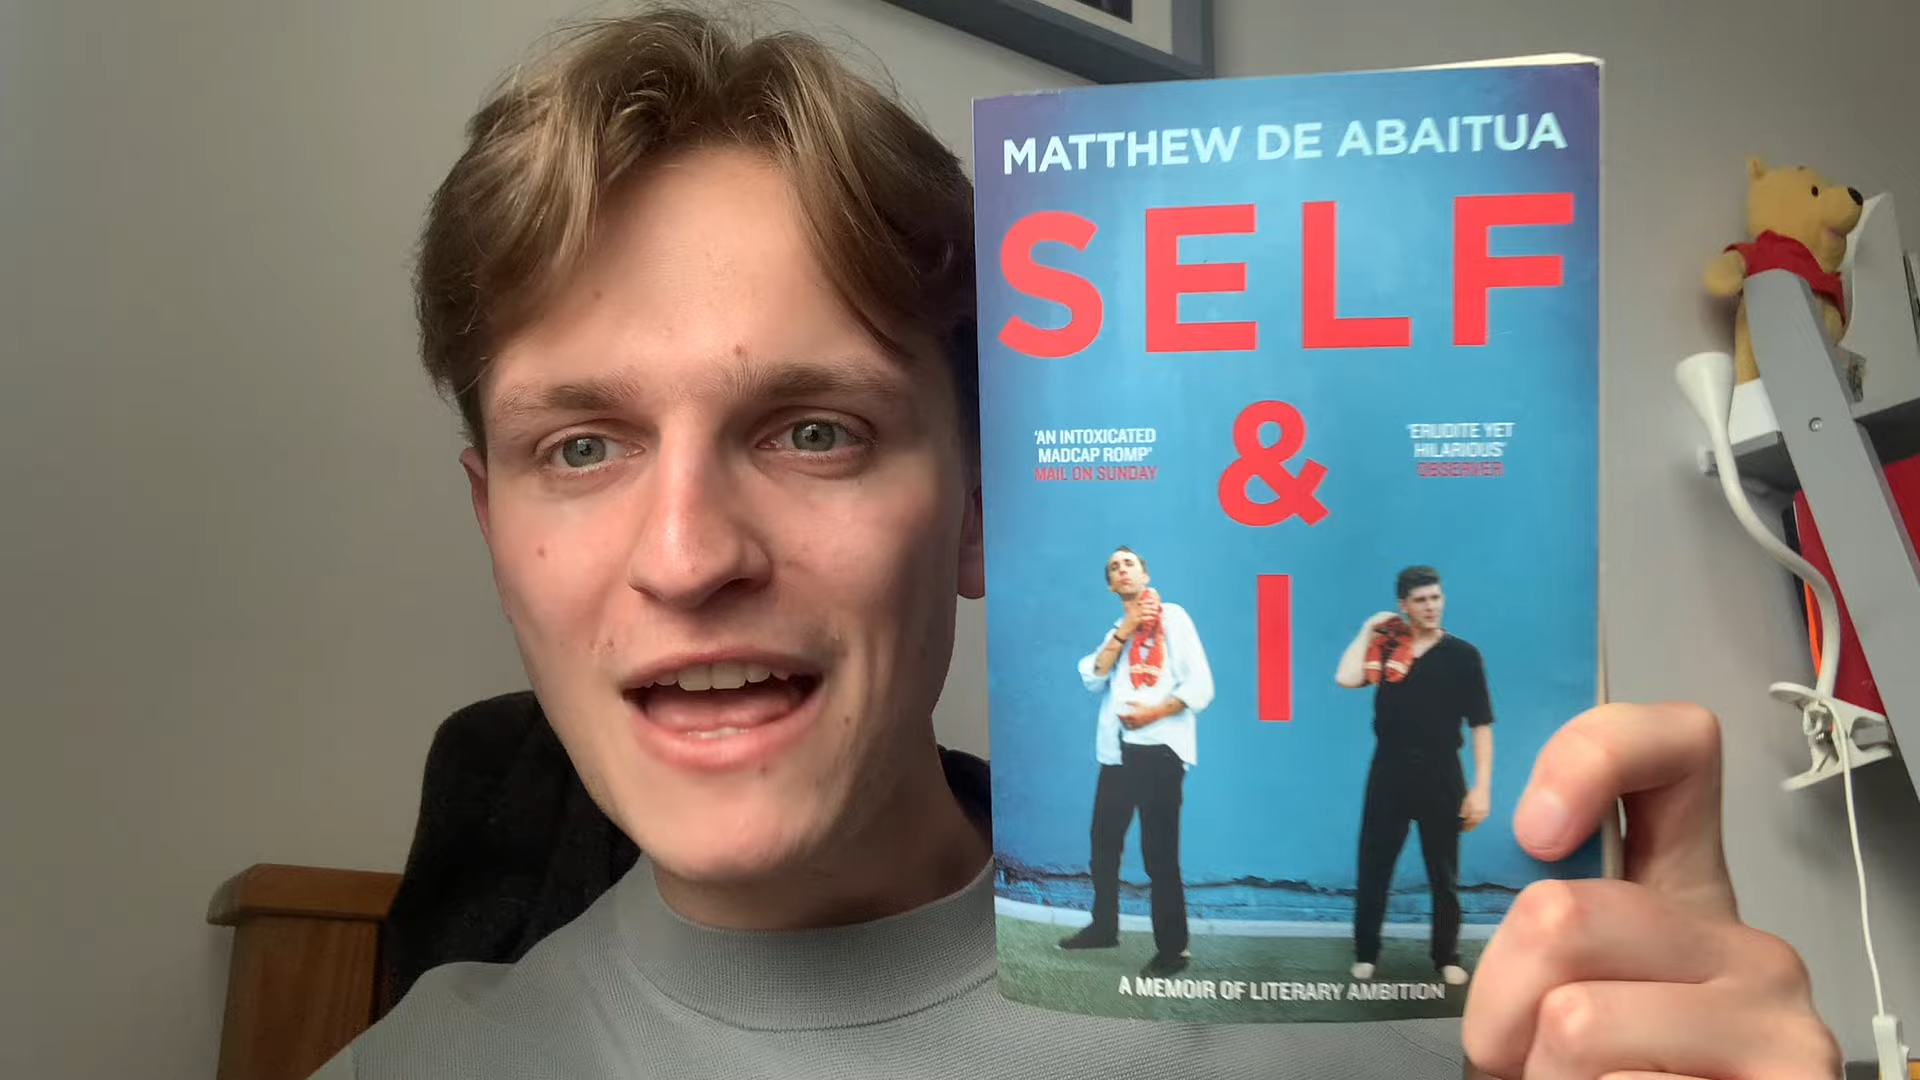 MATTHEW DE ABAITUA
SELF
&
I
'AN INTOXICATED
MADCAP ROMP'
MAIL ON SUNDAY
'ERUDITE YET
HILARIOUS'
OBSERVER
A MEMOIR OF LITERARY AMBITION